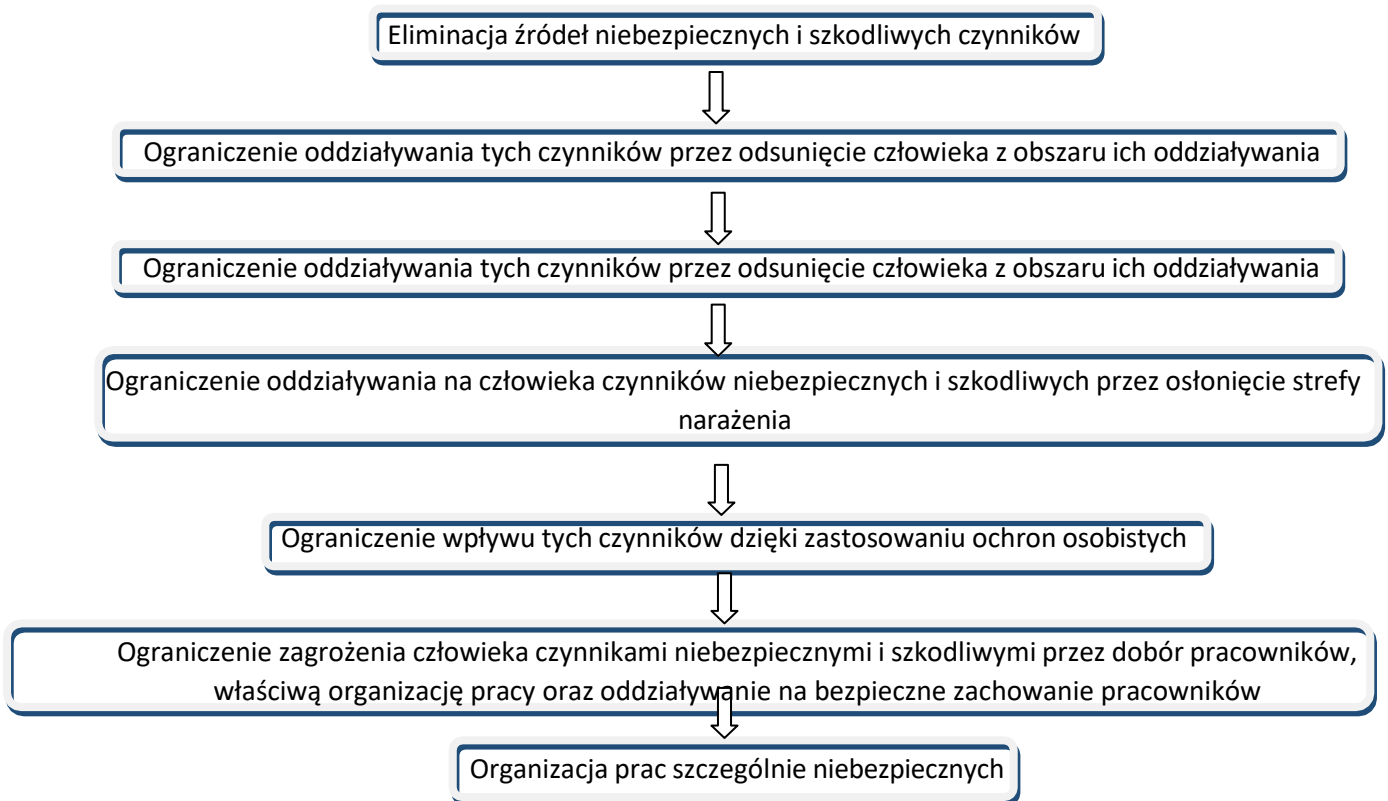 Eliminacja źródeł niebezpiecznych i szkodliwych czynników
Ograniczenie oddziaływania tych czynników przez odsunięcie człowieka z obszaru ich oddziaływania
Ograniczenie oddziaływania tych czynników przez odsunięcie człowieka z obszaru ich oddziaływania
Ograniczenie oddziaływania na człowieka czynników niebezpiecznych i szkodliwych przez osłonięcie strefy
narażenia
Ograniczenie wpływu tych czynników dzięki zastosowaniu ochron osobistych
Ograniczenie zagrożenia człowieka czynnikami niebezpiecznymi i szkodliwymi przez dobór pracowników,
właściwą organizację pracy oraz oddziaływanie na bezpieczne zachowanie pracowników
Organizacja prac szczególnie niebezpiecznych